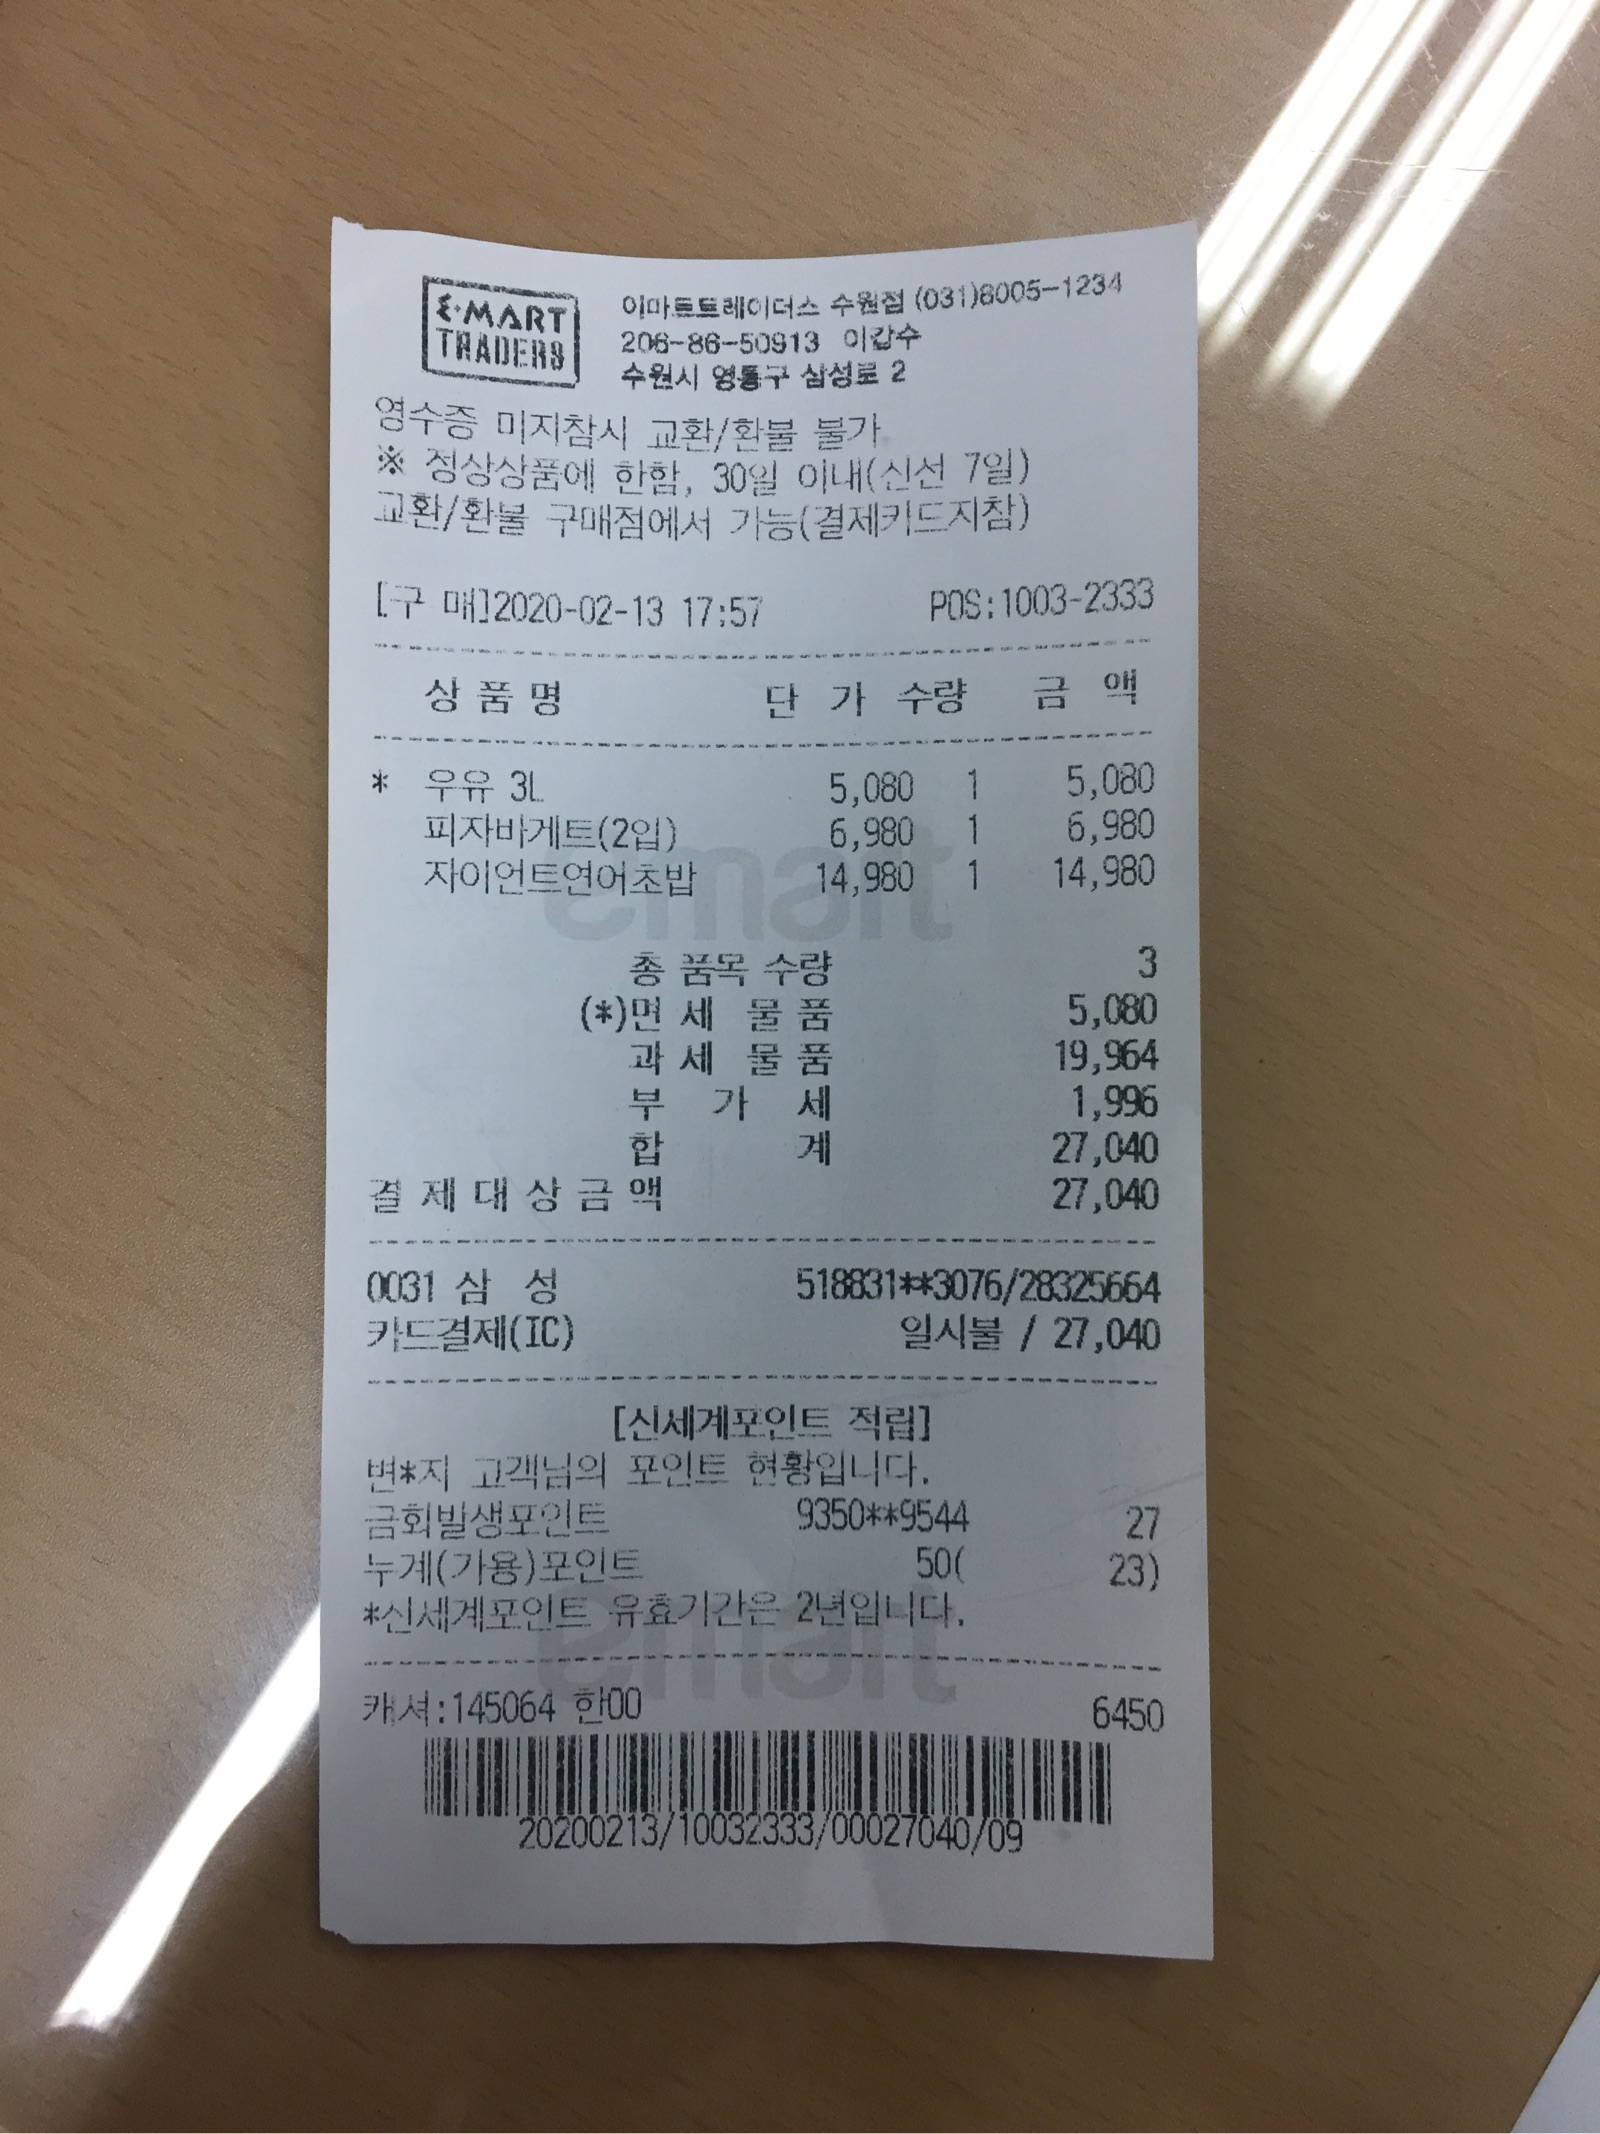 E·MART
TRADERS
이마트트레이더스 수원점 (031)8005-1234
206-86-50913 이갑수
수원시 영통구 삼성로 2
영수증 미지참시 교환/환불 불가
※ 정상상품에 한함, 30일 이내(신선 7일)
교환/환불 구매점에서 가능(결제카드지참)
[구 매]2020-02-13 17:57 POS:1003-2333
상 품 명 단 가 수량 금 액
* 우유 3L 5,080 1 5,080
피자바게트(2입) 6,980 1 6,980
자이언트연어초밥 14,980 1 14,980
emart
총 품목 수량 3
(*)면 세 물 품 5,080
과 세 물 품 19,964
부 가 세 1,996
합 계 27,040
결 제 대 상 금 액 27,040
0031 삼 성 518831**3076/28325664
카드결제(IC) 일시불 / 27,040
[신세계포인트 적립]
변*지 고객님의 포인트 현황입니다.
금회발생포인트 9350**9544 27
누계(가용)포인트 50( 23)
*신세계포인트 유효기간은 2년입니다.
emart
캐셔:145064 한00 6450
20200213/10032333/00027040/09